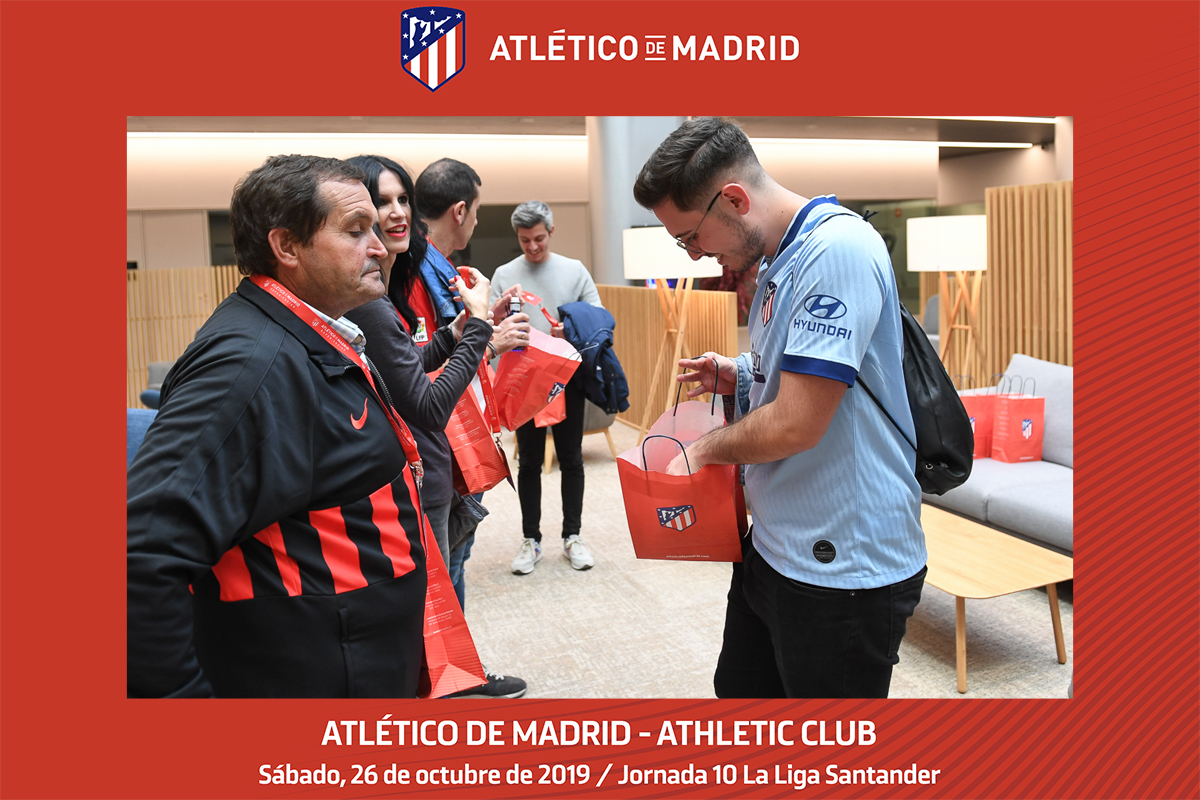 ATLÉTICO DE MADRID
HYUNDAI
ATLÉTICO DE MADRID - ATHLETIC CLUB
Sábado, 26 de octubre de 2019 / Jornada 10 La Liga Santander